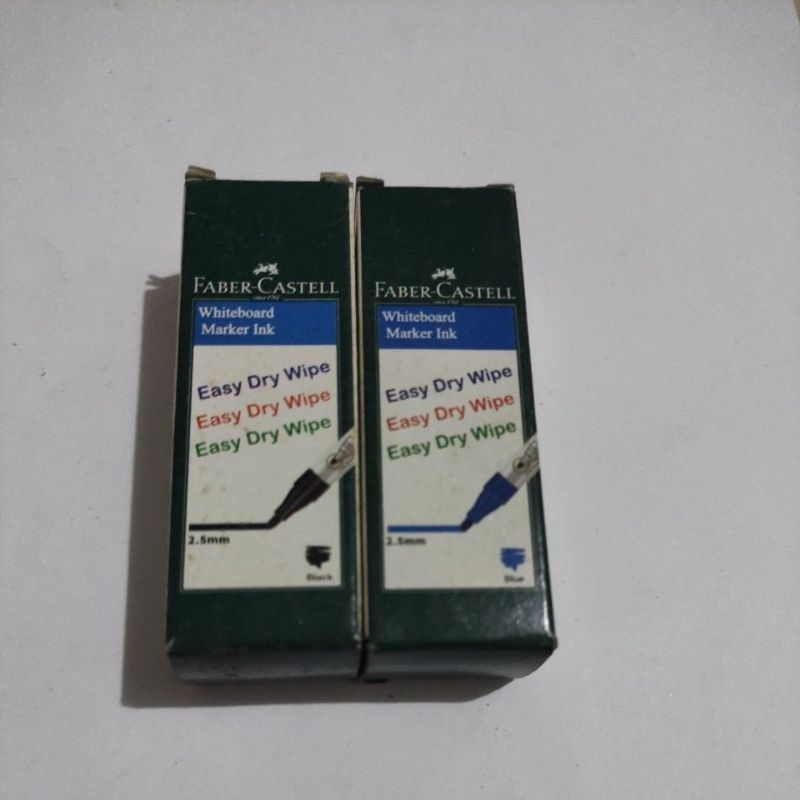 FABER-CASTELL
since 1761
Whiteboard
Marker Ink
Easy Dry Wipe
Easy Dry Wipe
Easy Dry Wipe
2.5mm
Black
FABER-CASTELL
since 1761
Whiteboard
Marker Ink
Easy Dry Wipe
Easy Dry Wipe
Easy Dry Wipe
2.5mm
Blue